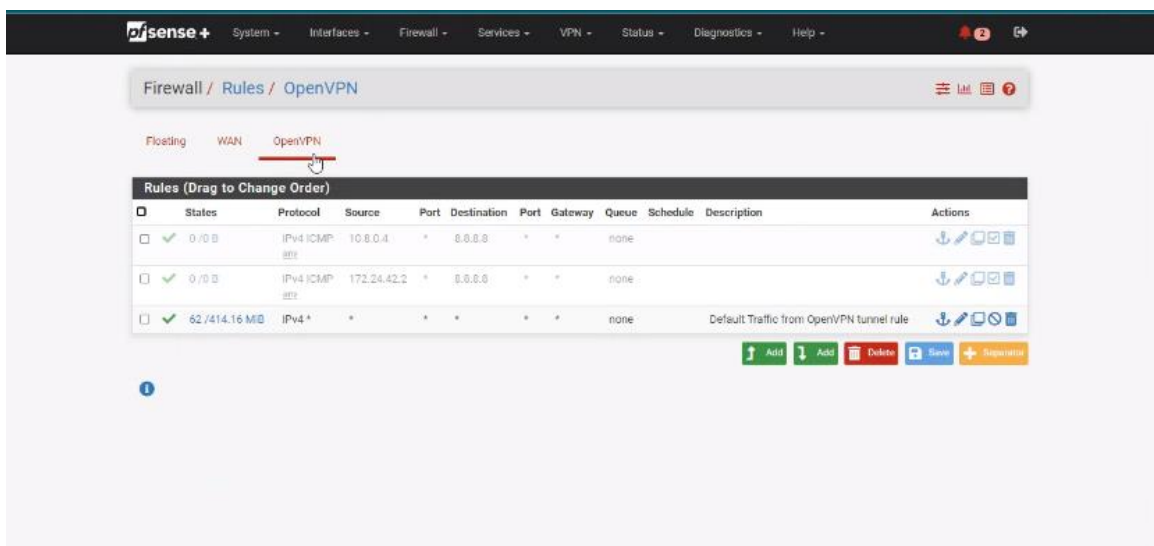 pfsense + System Interfaces Firewall Services VPN Status Diagnostics Help 2
Firewall / Rules / OpenVPN
Floating WAN OpenVPN
Rules (Drag to Change Order)
States Protocol Source Port Destination Port Gateway Queue Schedule Description Actions
0 /0 B IPv4 ICMP 10.8.0.4 * 8.8.8.8 * * none
any
0 /0 B IPv4 ICMP 172.24.42.2 * 8.8.8.8 * * none
any
62 /414.16 MiB IPv4 * * * * * * none Default Traffic from OpenVPN tunnel rule
Add Add Delete Save Separator